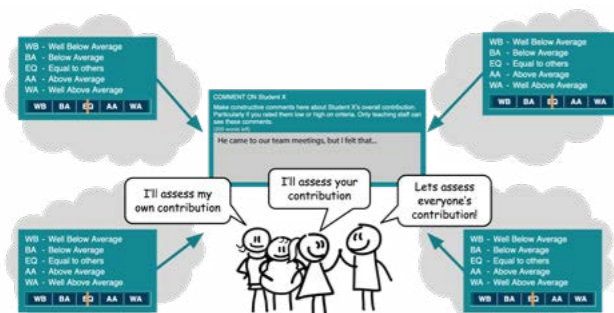 WB - Well Below Average
BA - Below Average
EQ - Equal to others
AA - Above Average
WA - Well Above Average
WB BA EQ AA WA
WB - Well Below Average
BA - Below Average
EQ - Equal to others
AA - Above Average
WA - Well Above Average
WB BA EQ AA WA
COMMENT ON Student X
Make constructive comments here about Student X's overall contribution.
Particularly if you rated them low or high on criteria. Only teaching staff can
see these comments.
He came to our team meetings, but I felt that...
I'll assess my
own contribution
I'll assess your
contribution
Lets assess
everyone's
contribution!
WB - Well Below Average
BA - Below Average
EQ - Equal to others
AA - Above Average
WA - Well Above Average
WB BA EQ AA WA
WB - Well Below Average
BA - Below Average
EQ - Equal to others
AA - Above Average
WA - Well Above Average
WB BA EQ AA WA